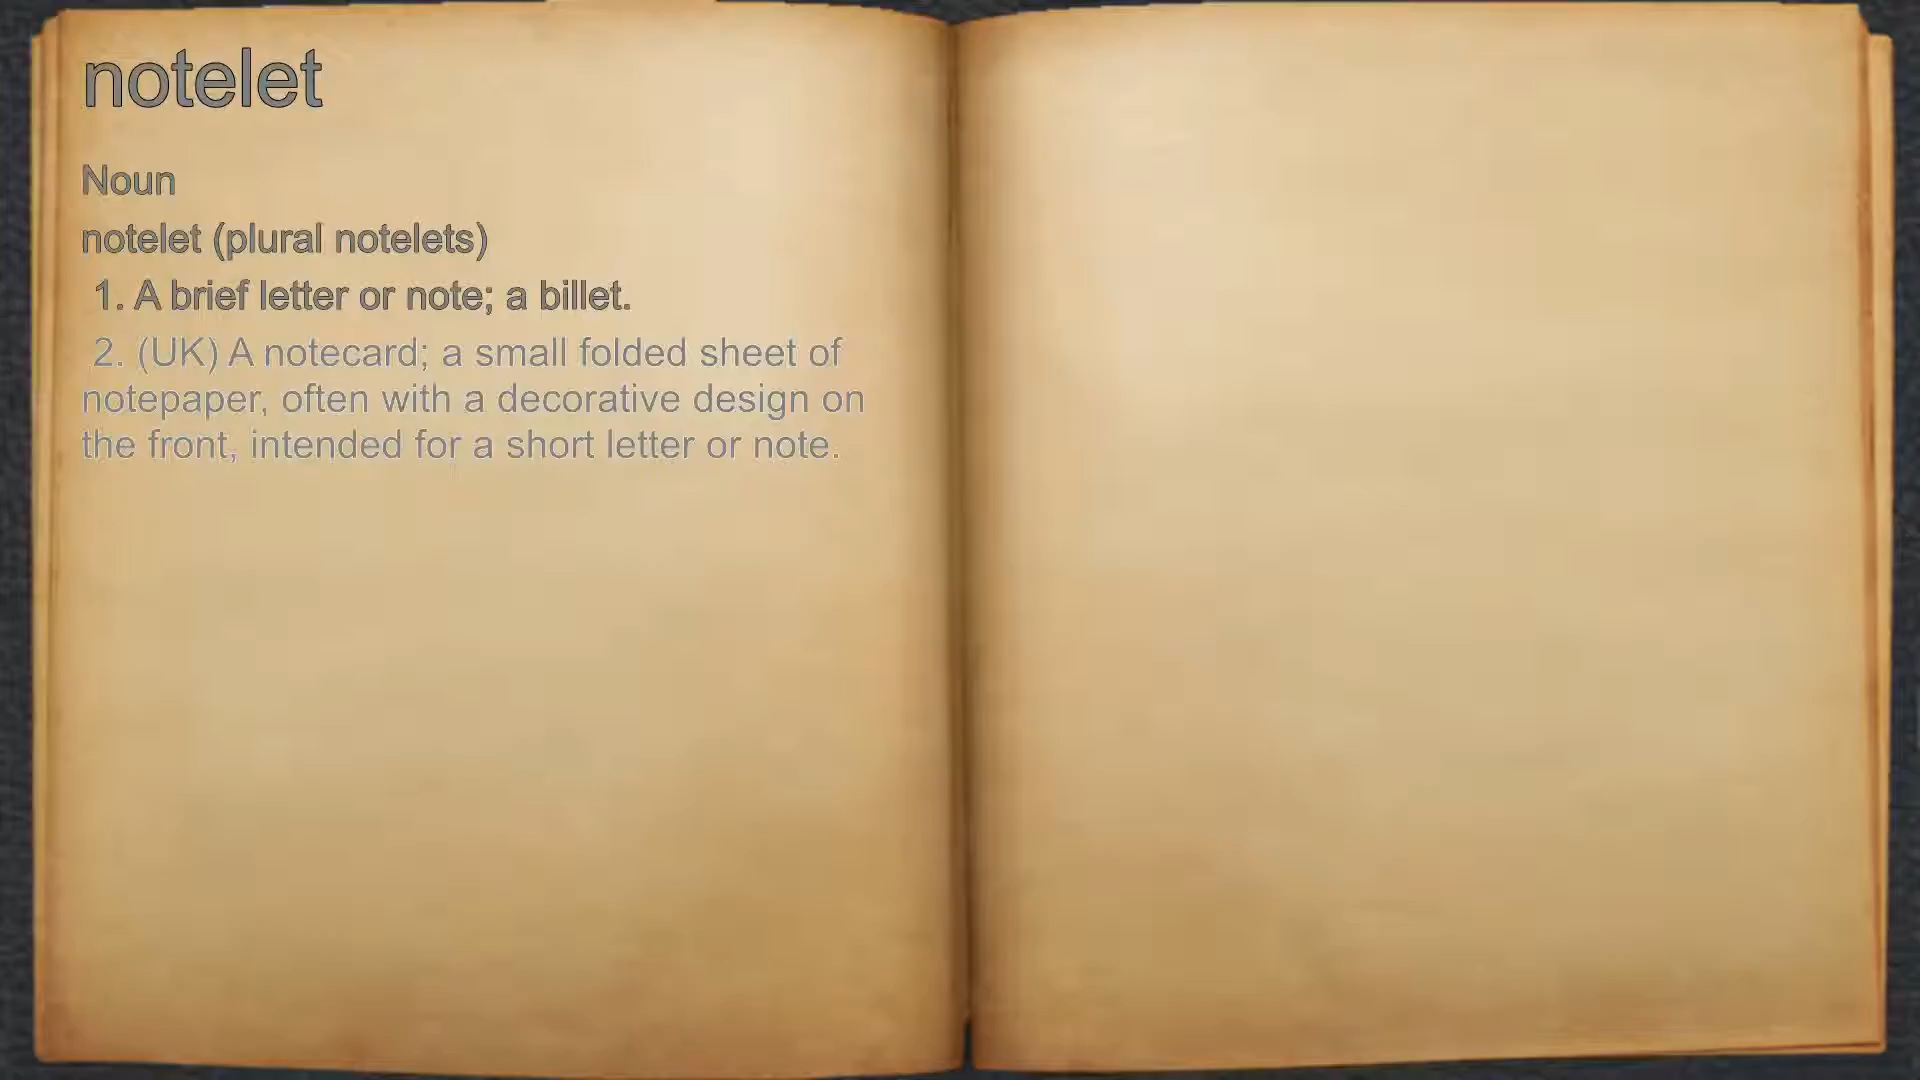 notelet
Noun
notelet (plural notelets)
1. A brief letter or note; a billet.
2. (UK) A notecard; a small folded sheet of
notepaper, often with a decorative design on
the front, intended for a short letter or note.